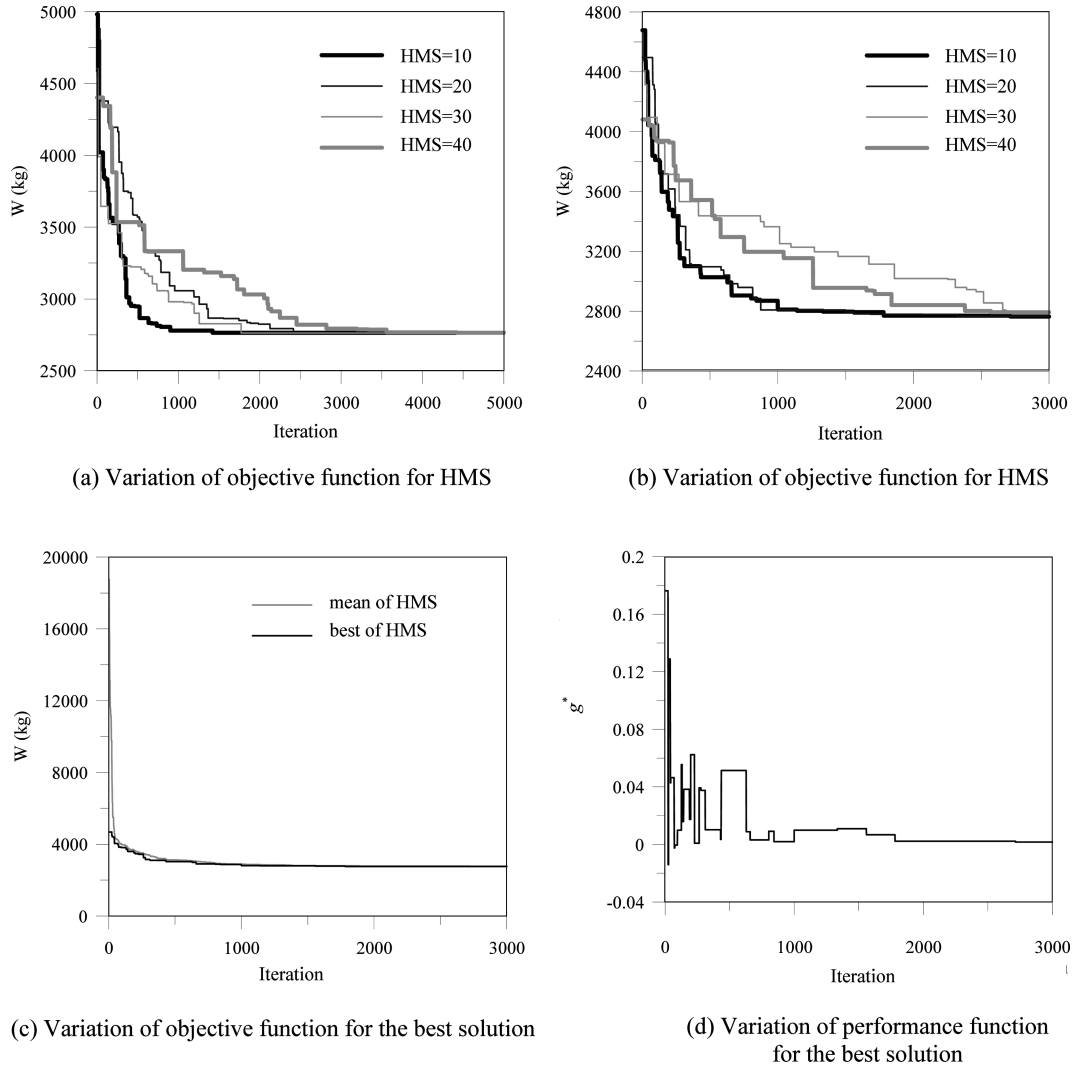 5000
4500
4000
3500
3000
2500
W (kg)
HMS=10
HMS=20
HMS=30
HMS=40
0 1000 2000 3000 4000 5000
Iteration
(a) Variation of objective function for HMS
4800
4400
4000
3600
3200
2800
2400
W (kg)
HMS=10
HMS=20
HMS=30
HMS=40
0 1000 2000 3000
Iteration
(b) Variation of objective function for HMS
20000
16000
12000
8000
4000
0
W (kg)
mean of HMS
best of HMS
0 1000 2000 3000
Iteration
(c) Variation of objective function for the best solution
0.2
0.16
0.12
0.08
0.04
0
-0.04
g*
0 1000 2000 3000
Iteration
(d) Variation of performance function
for the best solution